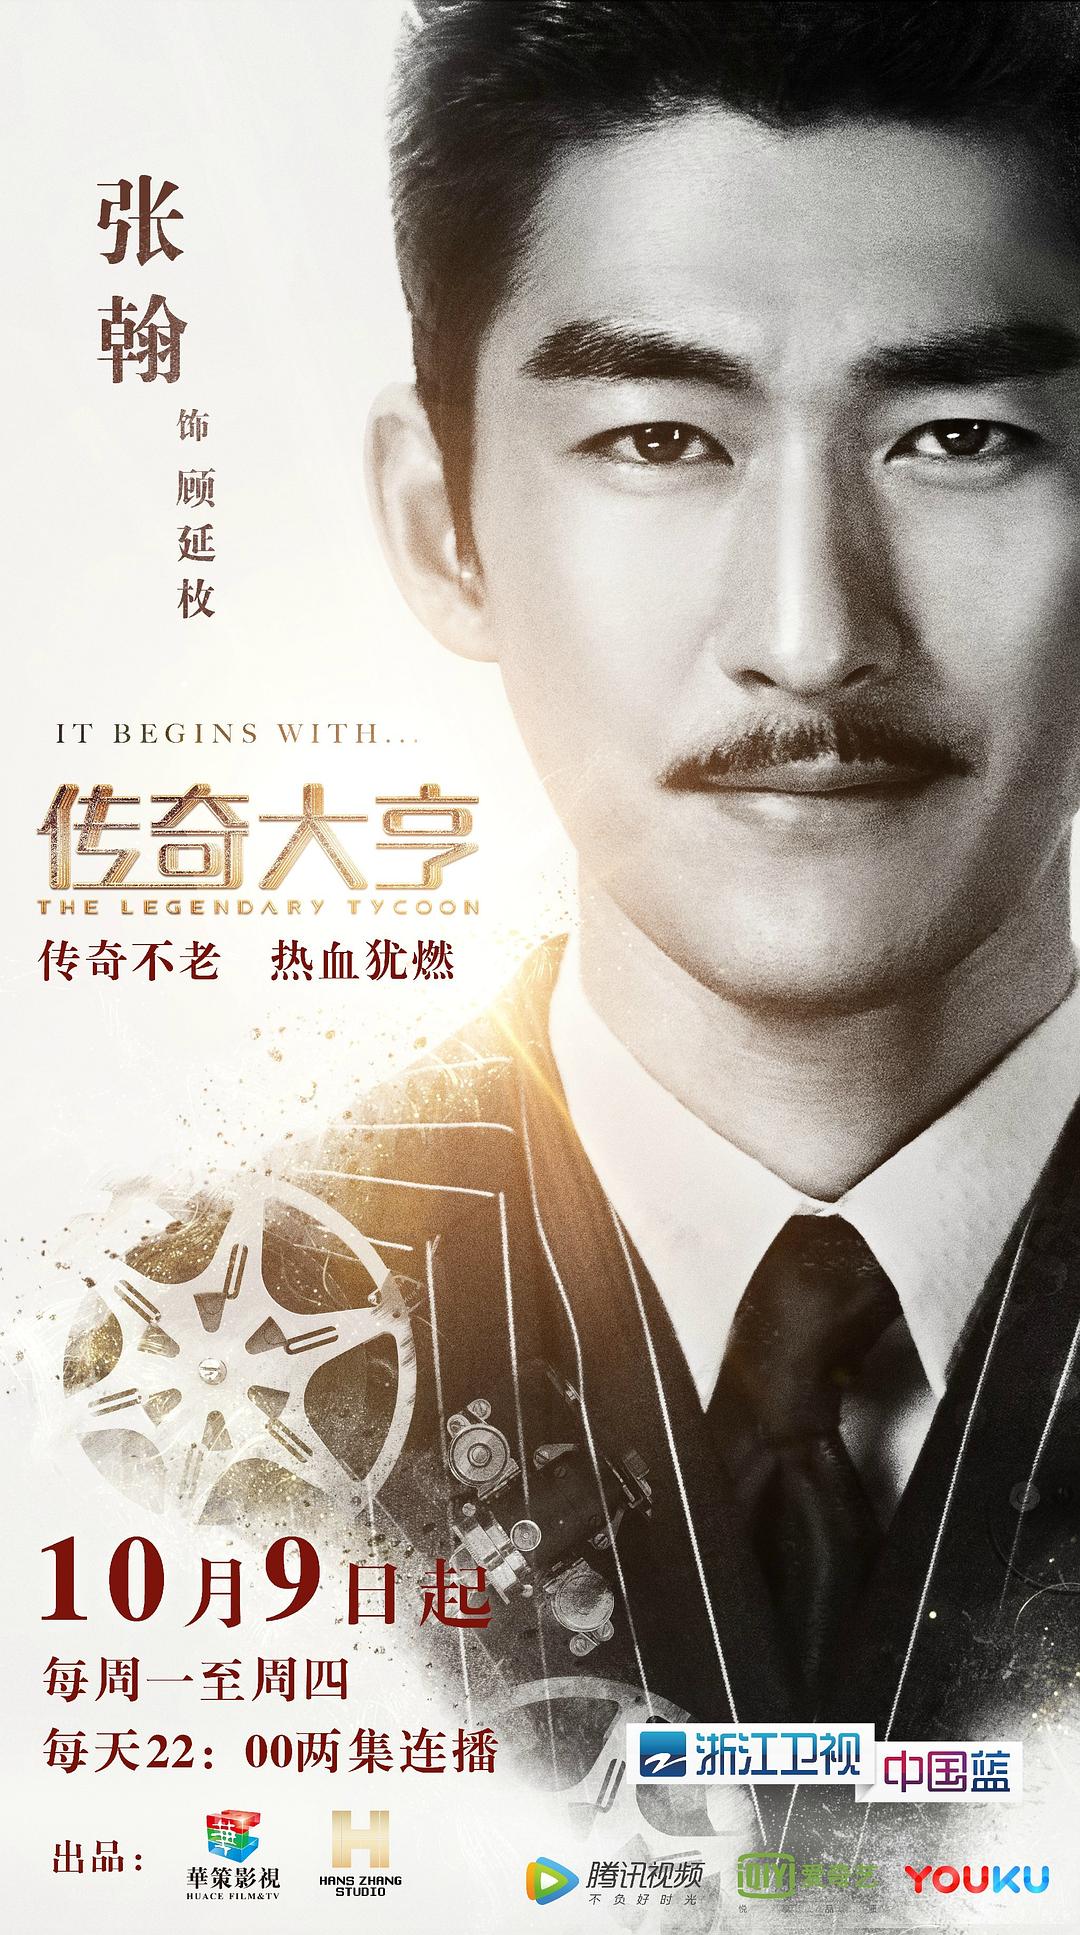 张翰
饰 顾延枚
IT BEGINS WITH...
传奇大亨
THE LEGENDARY TYCOON
传奇不老 热血犹燃
10月9日起
每周一至周四
每天22：00两集连播
浙江卫视
中国蓝
出品：
華策影視
HUACE FILM&TV
HANS ZHANG
STUDIO
腾讯视频
不负好时光
iQIYI 爱奇艺
YOUKU